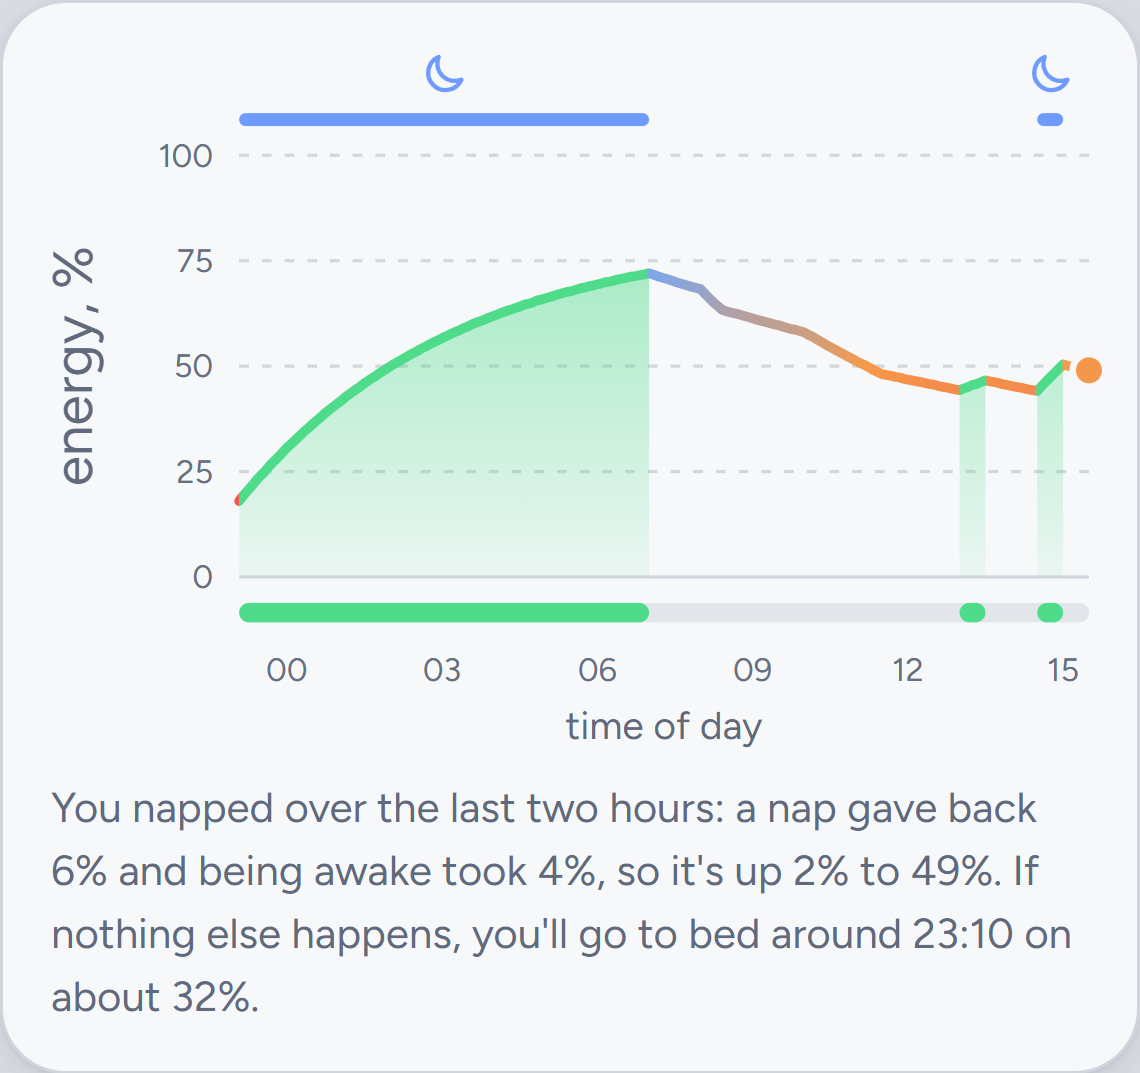 100
75
50
25
0
energy, %
00 03 06 09 12 15
time of day
You napped over the last two hours: a nap gave back
6% and being awake took 4%, so it's up 2% to 49%. If
nothing else happens, you'll go to bed around 23:10 on
about 32%.